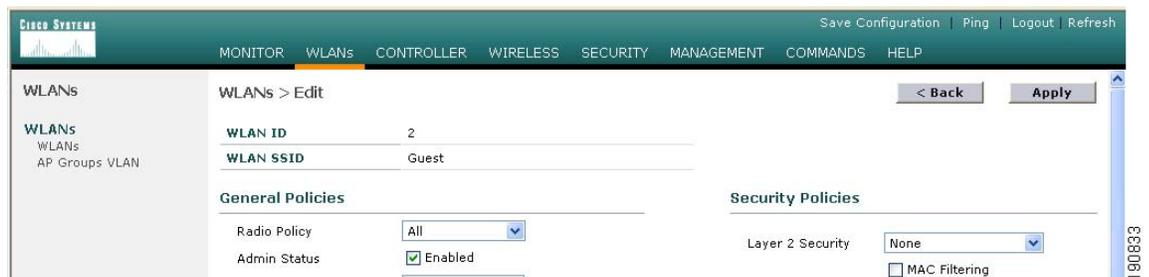 CISCO SYSTEMS
Save Configuration | Ping | Logout | Refresh
MONITOR WLANs CONTROLLER WIRELESS SECURITY MANAGEMENT COMMANDS HELP
WLANs
WLANs
WLANs
AP Groups VLAN
WLANs > Edit
< Back
Apply
WLAN ID 2
WLAN SSID Guest
General Policies
Radio Policy All
Admin Status Enabled
Security Policies
Layer 2 Security None
MAC Filtering
190833